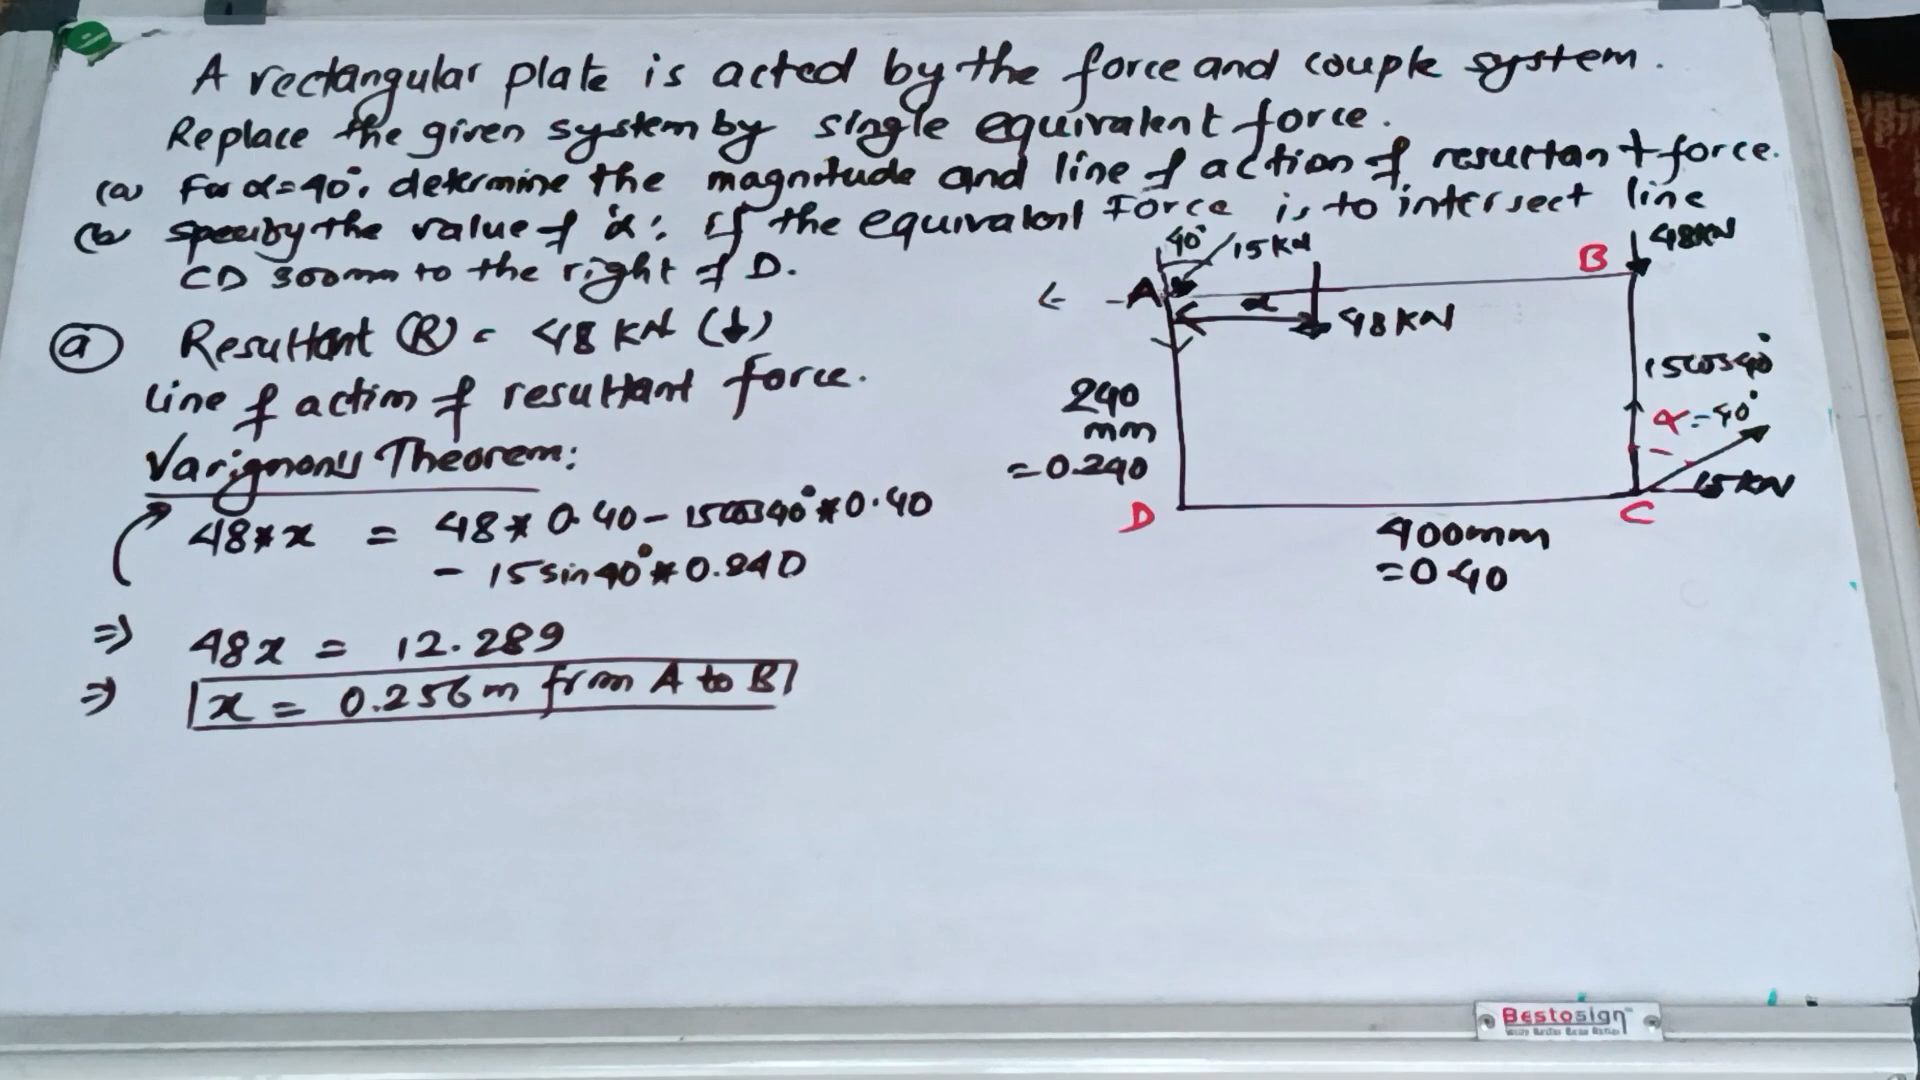 A rectangular plate is acted by the force and couple system.
Replace the given system by single equivalent force.
(a) For α=40°, determine the magnitude and line of action of resultant force.
(b) specify the value of α: if the equivalent Force is to intersect line
CD 300mm to the right of D.
40°
15KN
48KN
B
A
x
48KN
240
mm
=0.240
15cos40°
α=40°
15KN
D
C
400mm
=0.40
(a) Resultant (R) = 48 KN (↓)
line of action of resultant force.
Varignon's Theorem:
48*x = 48*0.40-15cos40°*0.40
- 15sin40°*0.240
⇒ 48x = 12.289
⇒ x = 0.256m from A to B
Bestosign